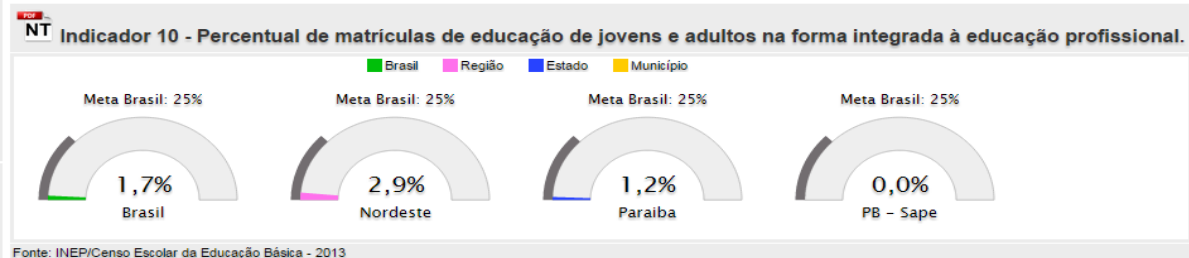 PDF
NT Indicador 10 - Percentual de matrículas de educação de jovens e adultos na forma integrada à educação profissional.
Brasil Região Estado Município
Meta Brasil: 25% Meta Brasil: 25% Meta Brasil: 25% Meta Brasil: 25%
1,7% 2,9% 1,2% 0,0%
Brasil Nordeste Paraiba PB – Sape
Fonte: INEP/Censo Escolar da Educação Básica - 2013